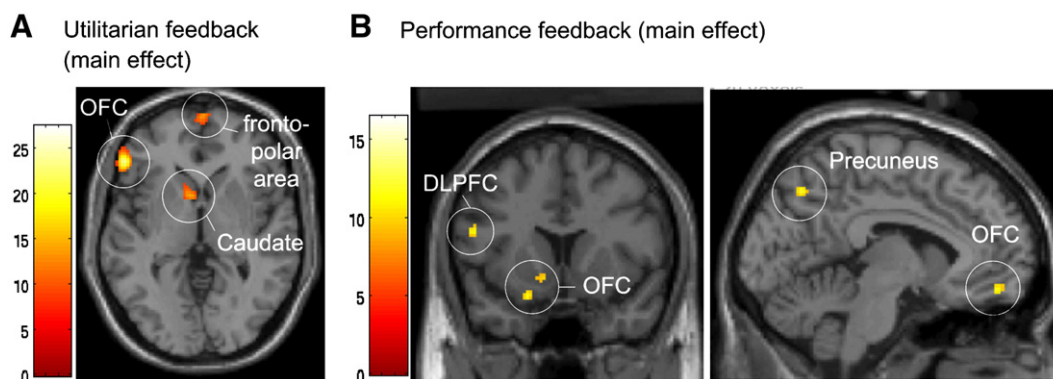 A Utilitarian feedback
(main effect)
OFC
fronto-
polar
area
Caudate
25
20
15
10
5
0
B Performance feedback (main effect)
15
10
5
0
DLPFC
OFC
Precuneus
OFC